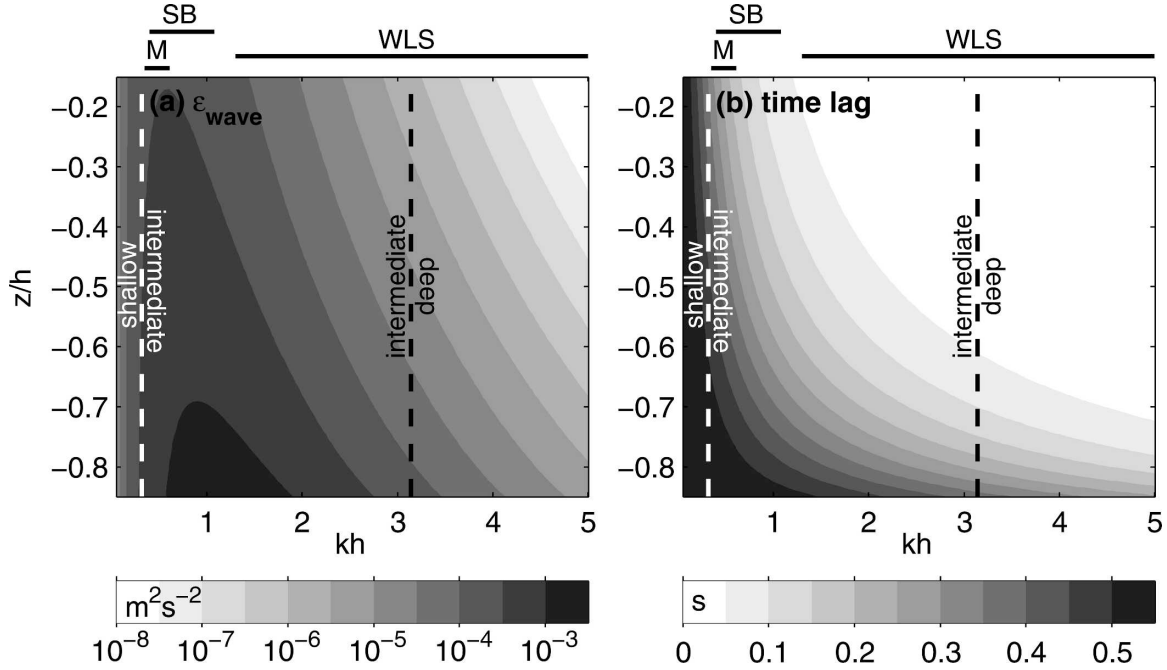 SB
M
WLS
(a) ε_wave
−0.2
−0.3
−0.4
−0.5
−0.6
−0.7
−0.8
z/h
shallow
intermediate
intermediate
deep
1 2 3 4 5
kh
m²s⁻²
10⁻⁸ 10⁻⁷ 10⁻⁶ 10⁻⁵ 10⁻⁴ 10⁻³
SB
M
WLS
(b) time lag
−0.2
−0.3
−0.4
−0.5
−0.6
−0.7
−0.8
shallow
intermediate
intermediate
deep
1 2 3 4 5
kh
s
0 0.1 0.2 0.3 0.4 0.5